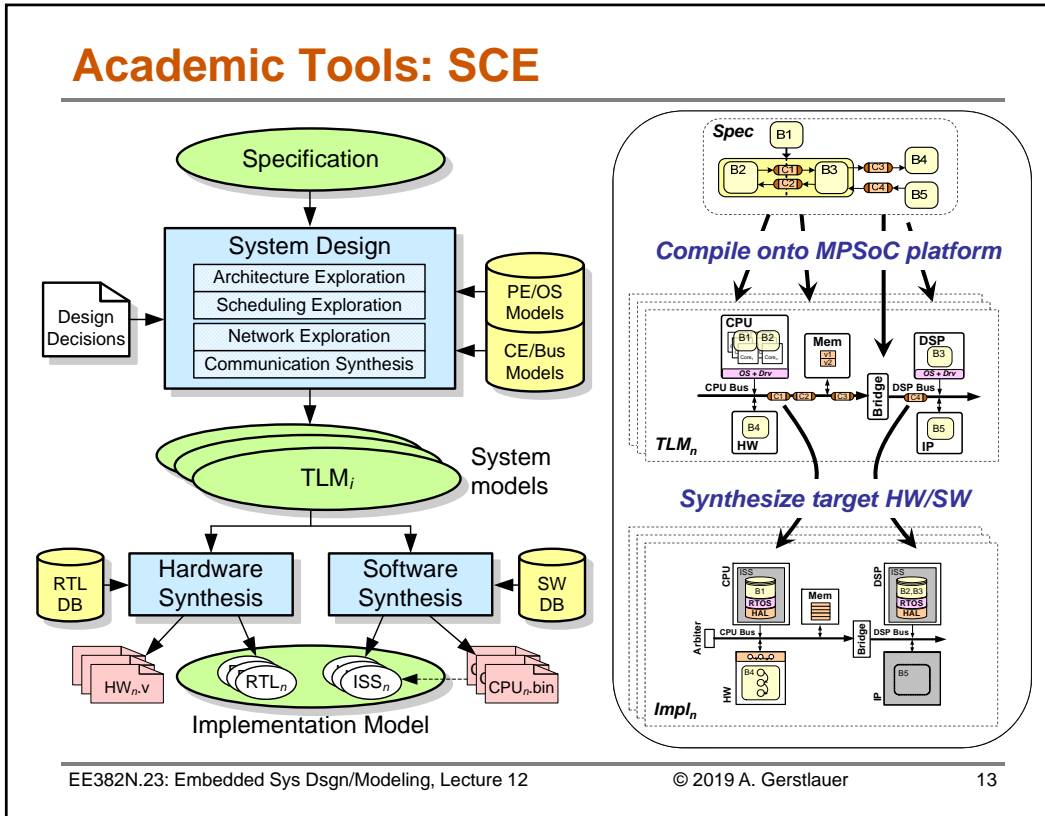 Academic Tools: SCE
Specification
System Design
Architecture Exploration
Scheduling Exploration
Network Exploration
Communication Synthesis
Design
Decisions
PE/OS
Models
CE/Bus
Models
TLMi
System
models
RTL
DB
Hardware
Synthesis
Software
Synthesis
SW
DB
HWn.v
RTLn
ISSn
CPUn.bin
Implementation Model
Spec
B1
B2
C1
C2
B3
C3
C4
B4
B5
Compile onto MPSoC platform
CPU
B1
B2
OS + Drv
Mem
v1
v2
DSP
B3
OS + Drv
CPU Bus
C1
C2
C3
Bridge
DSP Bus
C4
B4
HW
B5
IP
TLMn
Synthesize target HW/SW
CPU
ISS
B1
RTOS
HAL
Mem
DSP
ISS
B2,B3
RTOS
HAL
Arbiter
CPU Bus
Bridge
DSP Bus
HW
B4
IP
B5
Impln
EE382N.23: Embedded Sys Dsgn/Modeling, Lecture 12
© 2019 A. Gerstlauer
13